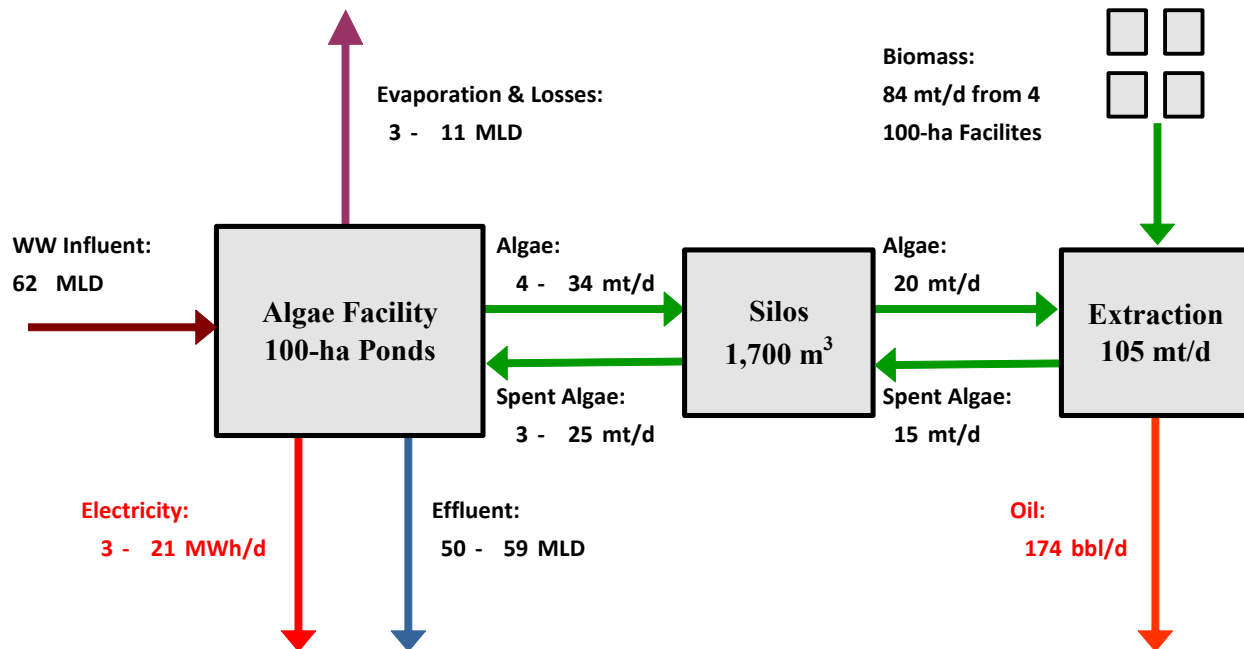 Biomass:
84 mt/d from 4
100-ha Facilites
Evaporation & Losses:
3 - 11 MLD
WW Influent:
62 MLD
Algae Facility
100-ha Ponds
Algae:
4 - 34 mt/d
Spent Algae:
3 - 25 mt/d
Silos
1,700 m³
Algae:
20 mt/d
Spent Algae:
15 mt/d
Extraction
105 mt/d
Electricity:
3 - 21 MWh/d
Effluent:
50 - 59 MLD
Oil:
174 bbl/d